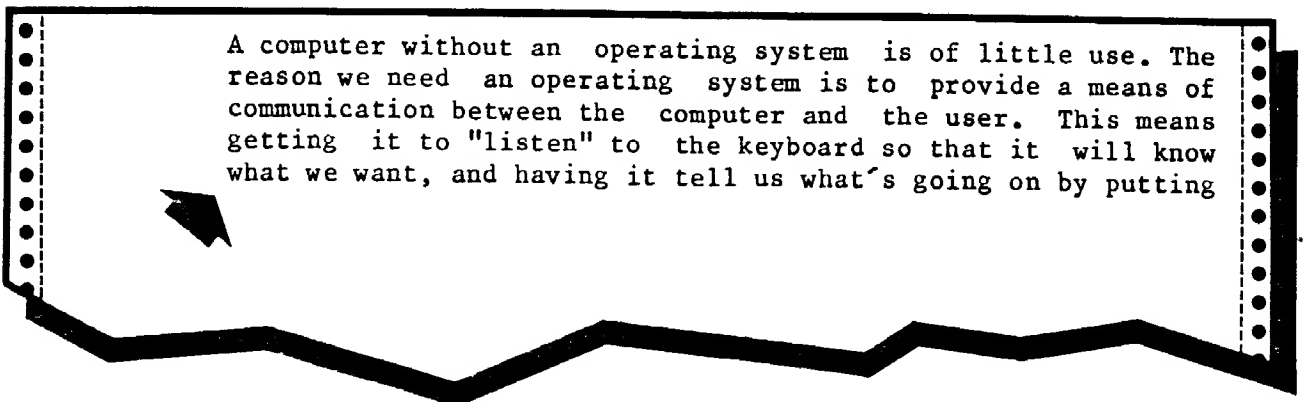 A computer without an  operating system  is of little use. The
reason we need  an operating  system is to  provide a means of
communication between the  computer and  the user.  This means
getting  it to "listen" to  the keyboard so that it  will know
what we want, and having it tell us what's going on by putting